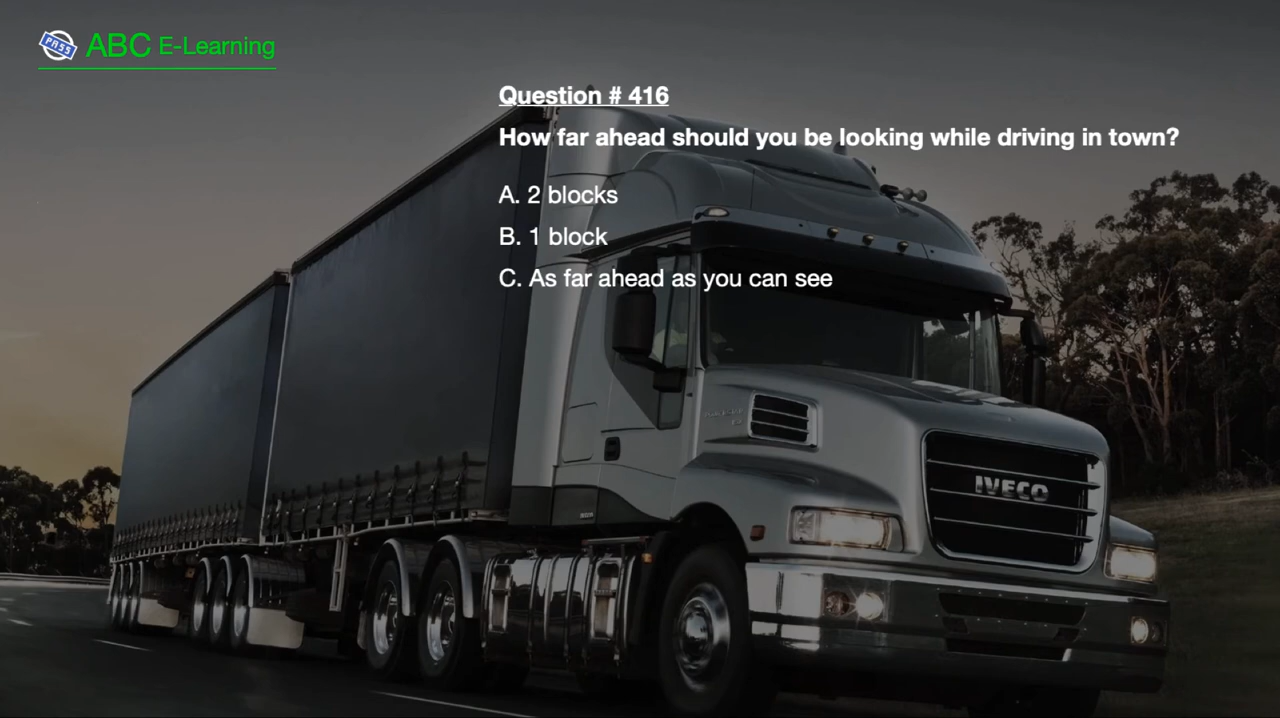 PASS ABC E-Learning
Question # 416
How far ahead should you be looking while driving in town?
A. 2 blocks
B. 1 block
C. As far ahead as you can see
IVECO